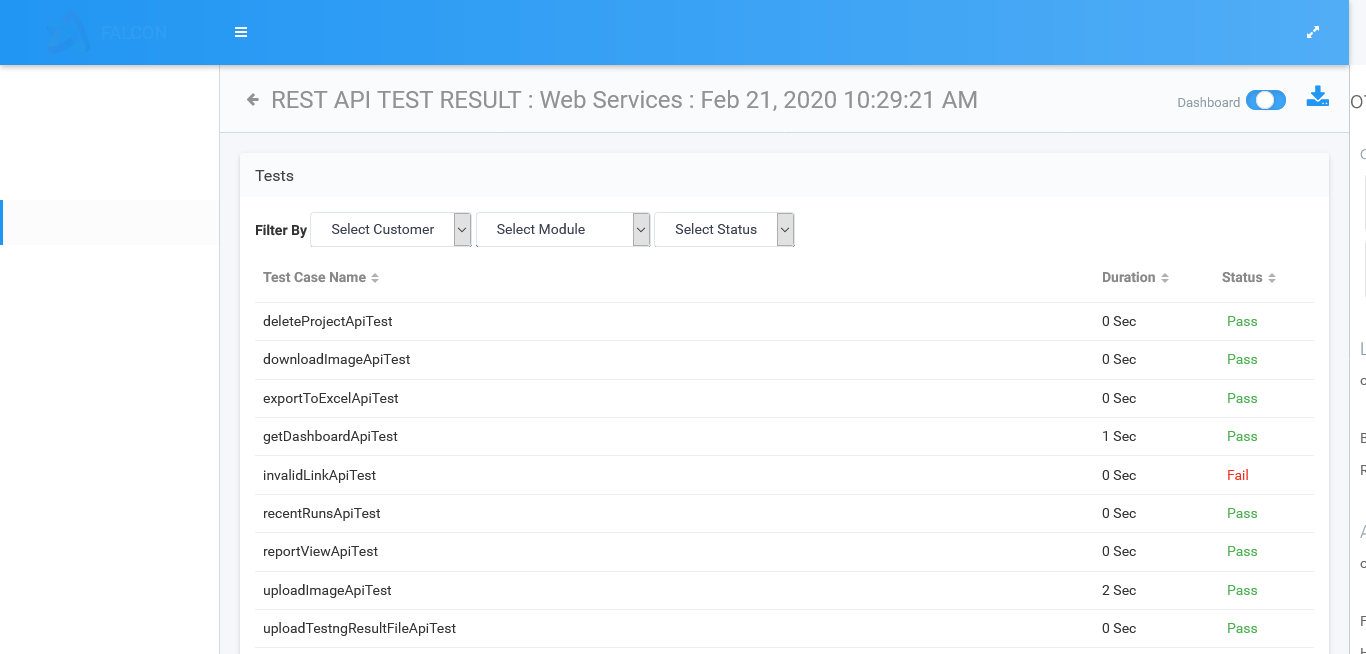 FALCON
REST API TEST RESULT : Web Services : Feb 21, 2020 10:29:21 AM
Dashboard
Tests
Filter By Select Customer Select Module Select Status
Test Case Name Duration Status
deleteProjectApiTest 0 Sec Pass
downloadImageApiTest 0 Sec Pass
exportToExcelApiTest 0 Sec Pass
getDashboardApiTest 1 Sec Pass
invalidLinkApiTest 0 Sec Fail
recentRunsApiTest 0 Sec Pass
reportViewApiTest 0 Sec Pass
uploadImageApiTest 2 Sec Pass
uploadTestngResultFileApiTest 0 Sec Pass